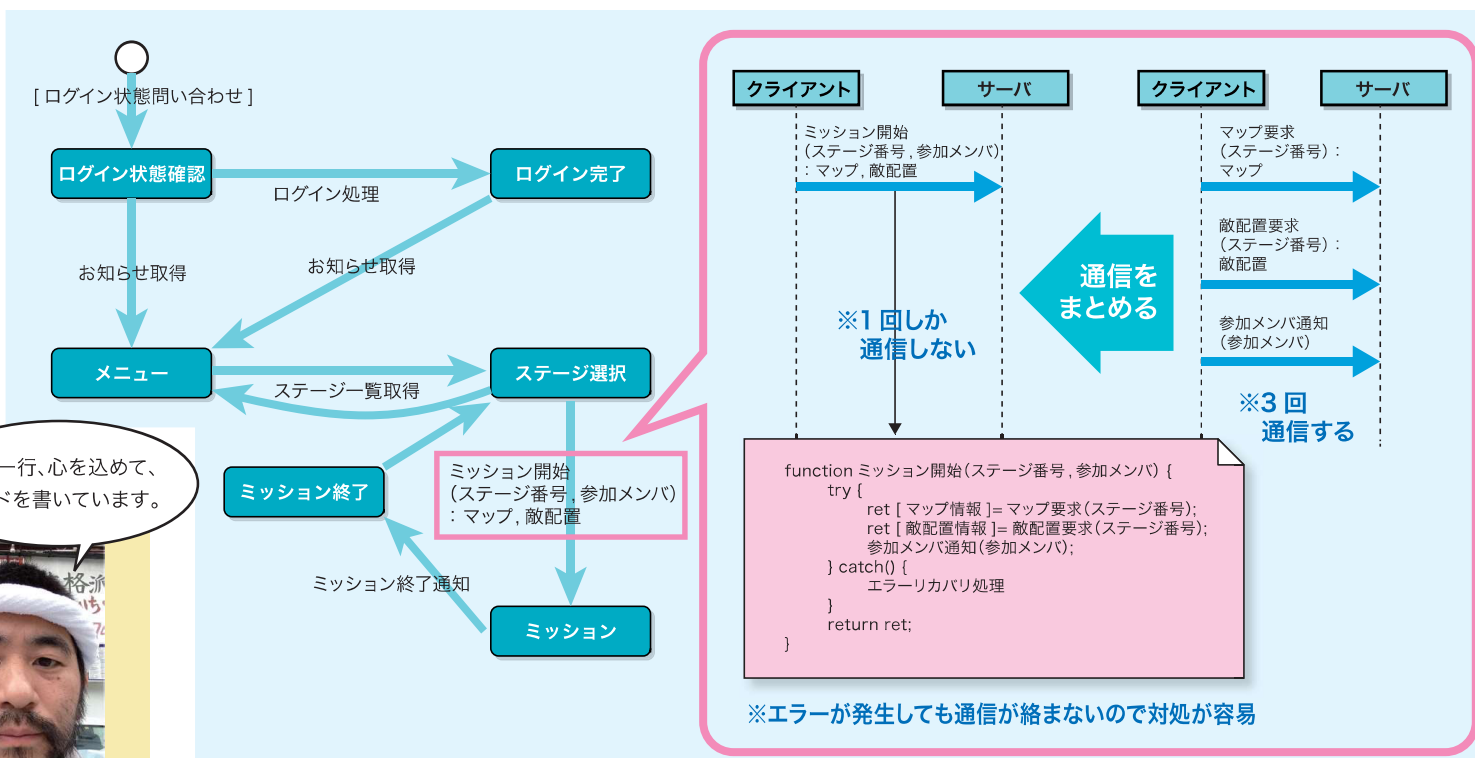 [ ログイン状態問い合わせ ]
ログイン状態確認
ログイン処理
ログイン完了
お知らせ取得
お知らせ取得
メニュー
ステージ一覧取得
ステージ選択
ミッション開始
(ステージ番号 , 参加メンバ)
: マップ , 敵配置
ミッション終了
ミッション終了通知
ミッション
一行、心を込めて、
ドを書いています。
クライアント
サーバ
ミッション開始
(ステージ番号 , 参加メンバ)
: マップ , 敵配置
※1 回しか
通信しない
通信を
まとめる
クライアント
サーバ
マップ要求
(ステージ番号) :
マップ
敵配置要求
(ステージ番号) :
敵配置
参加メンバ通知
(参加メンバ)
※3 回
通信する
function ミッション開始(ステージ番号 , 参加メンバ) {
try {
ret [ マップ情報 ]= マップ要求(ステージ番号);
ret [ 敵配置情報 ]= 敵配置要求(ステージ番号);
参加メンバ通知(参加メンバ);
} catch() {
エラーリカバリ処理
}
return ret;
}
※エラーが発生しても通信が絡まないので対処が容易